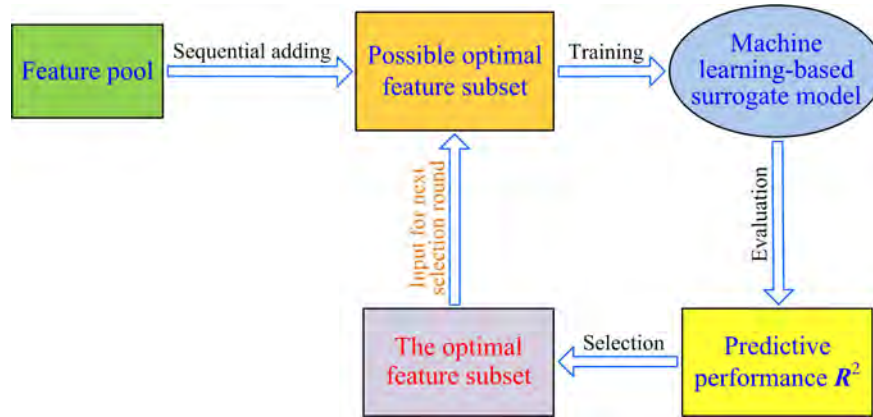 Feature pool
Sequential adding
Possible optimal
feature subset
Training
Machine
learning-based
surrogate model
Evaluation
Predictive
performance R²
Selection
The optimal
feature subset
Input for next
selection round